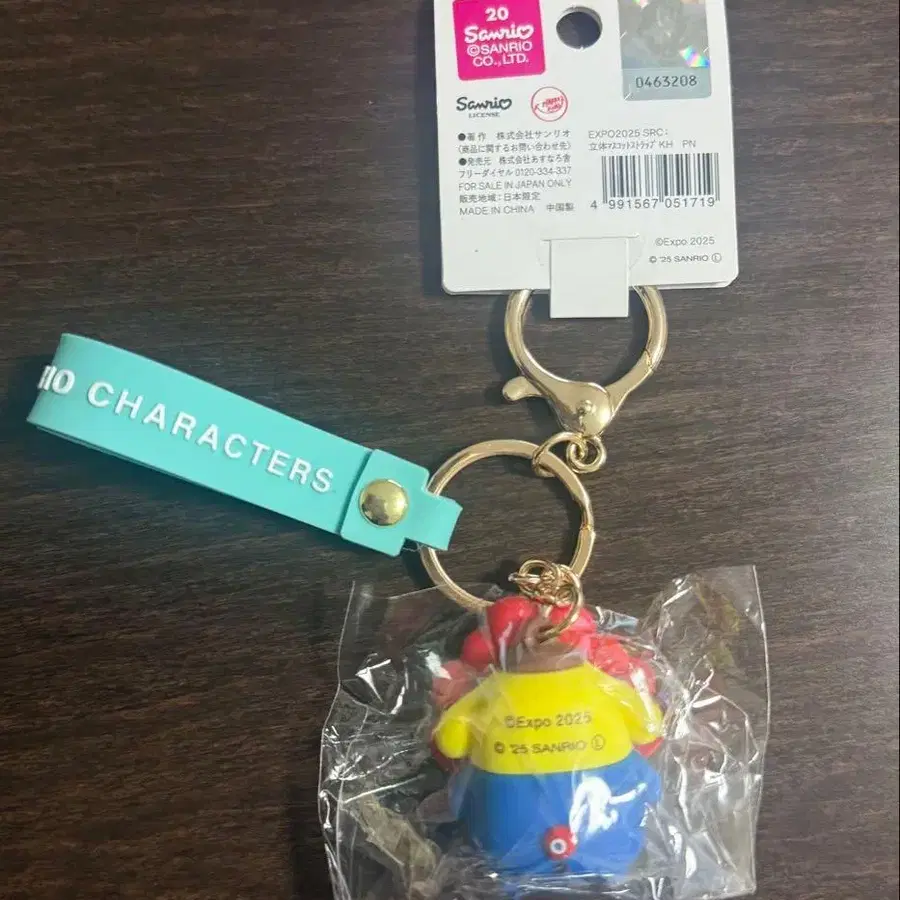 20
Sanrio
©SANRIO
CO.,LTD.
0463208
Sanrio
LICENSE
●著作 株式会社サンリオ
(商品に関するお問い合わせ先)
●発売元 株式会社あすなろ舎
フリーダイヤル 0120-334-337
FOR SALE IN JAPAN ONLY
販売地域:日本限定
MADE IN CHINA 中国製
EXPO2025 SRC:
立体マスコットストラップ KH PN
4 991567 051719
©Expo 2025
© '25 SANRIO Ⓛ
CHARACTERS
©Expo 2025
© '25 SANRIO Ⓛ